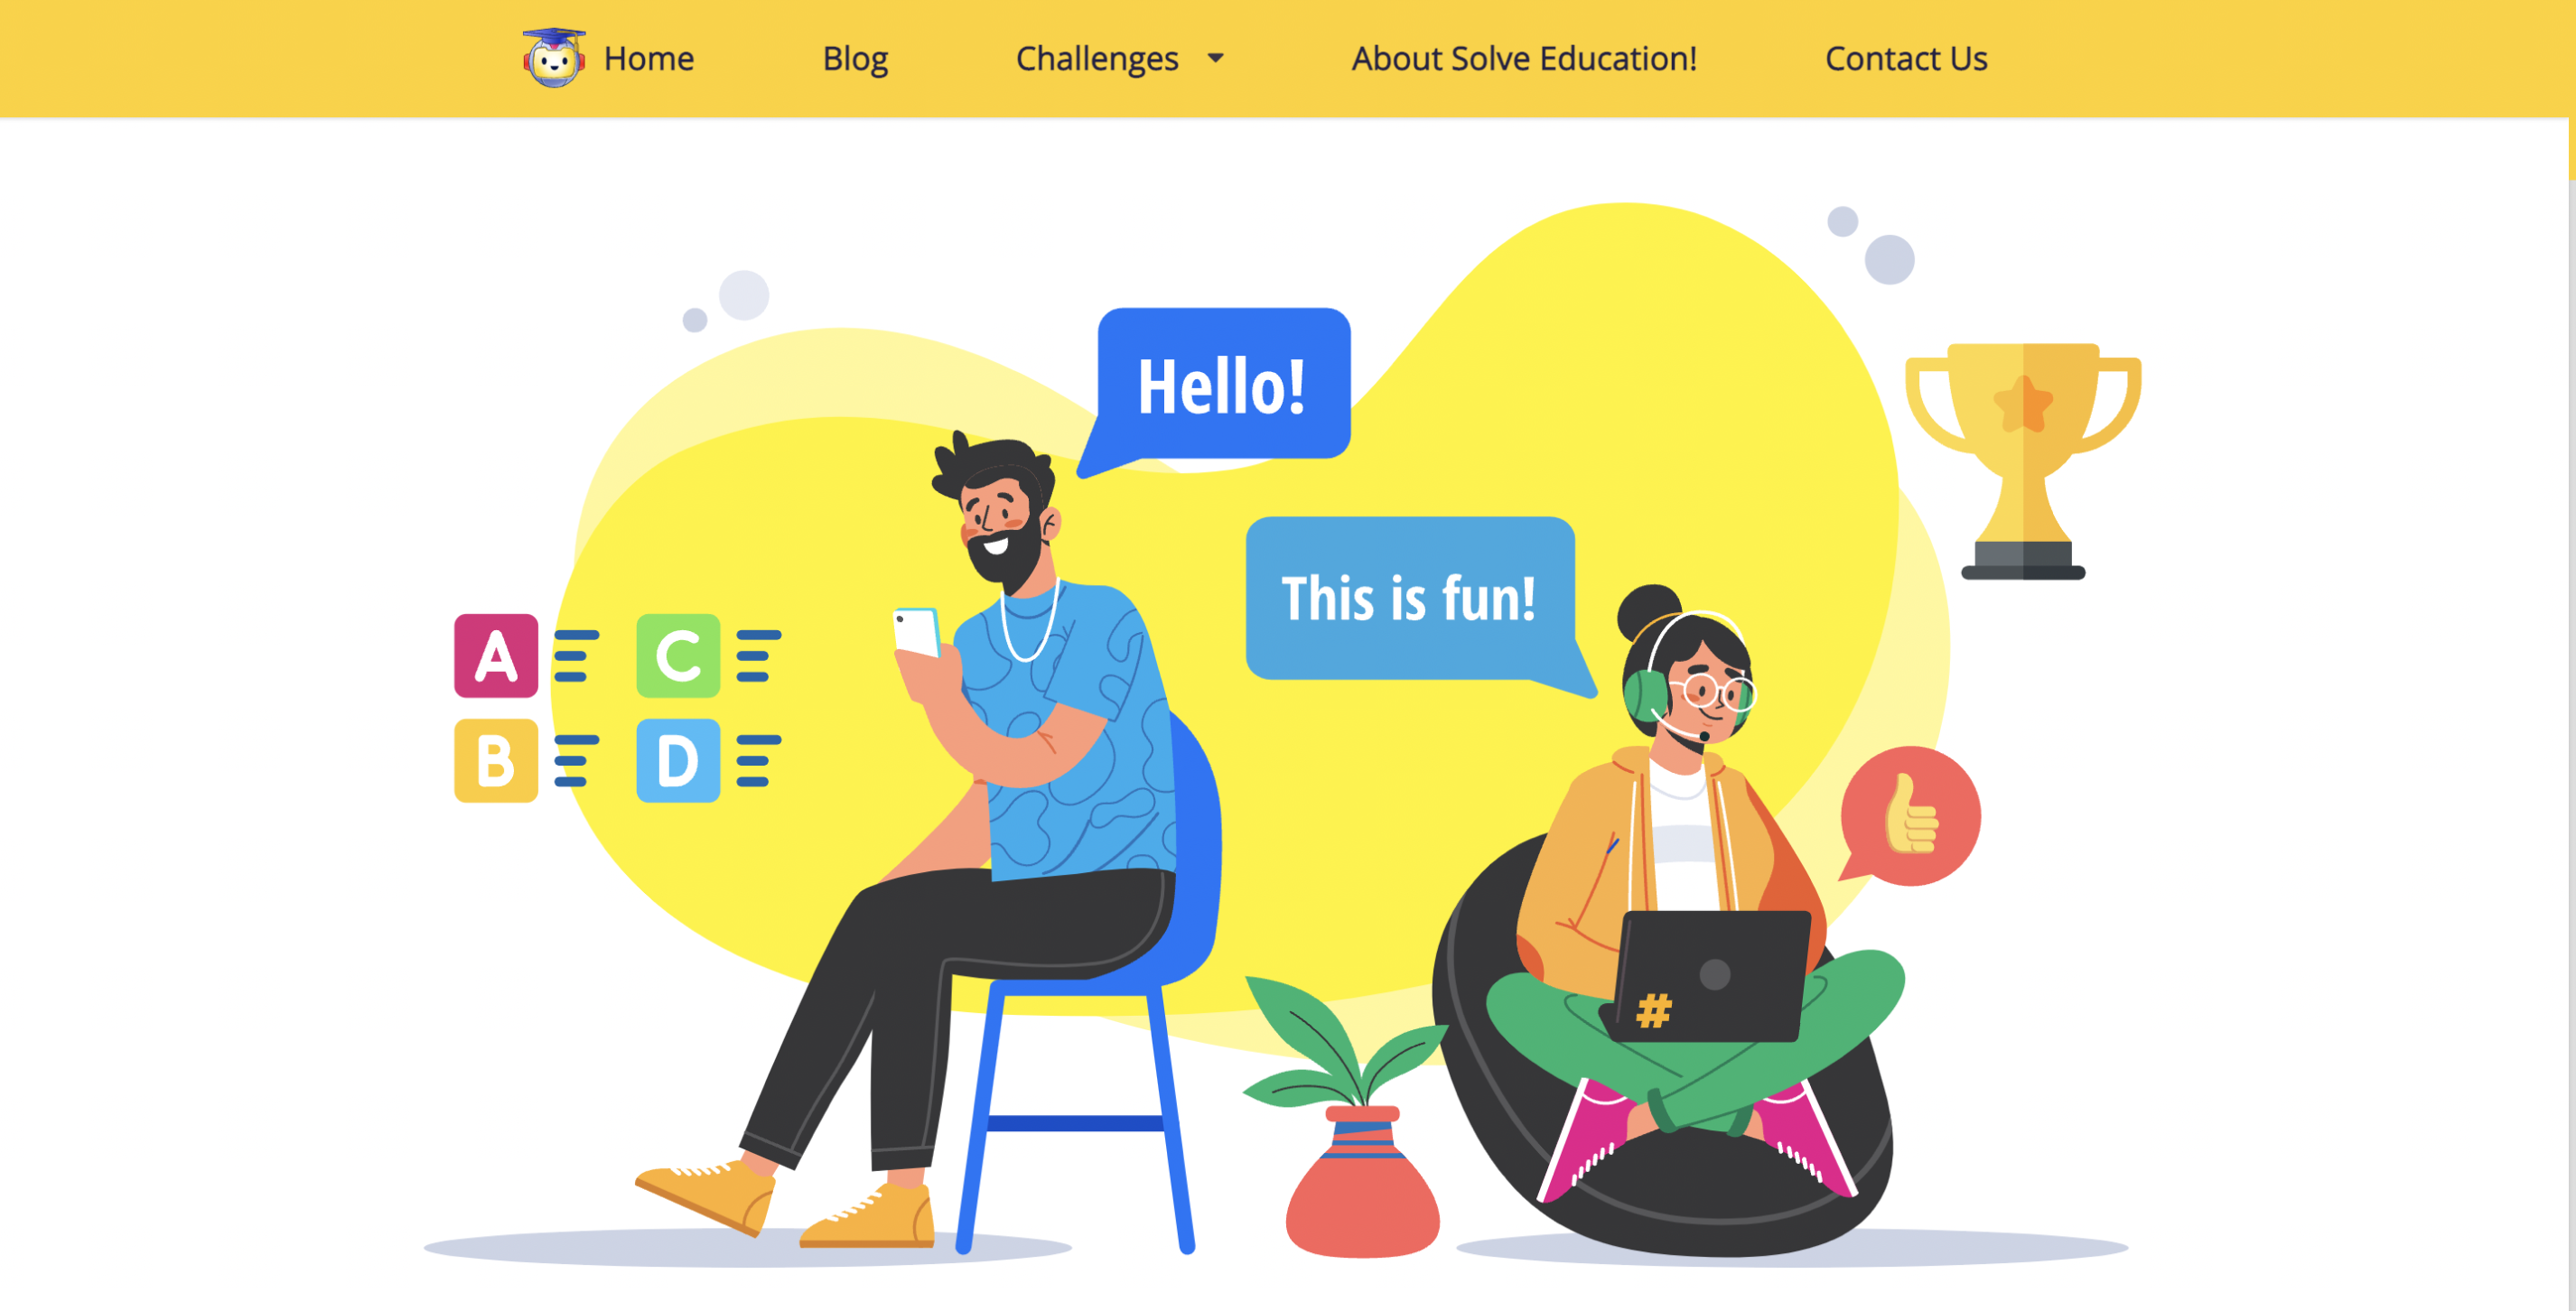 Home Blog Challenges About Solve Education! Contact Us
Hello!
This is fun!
A C
B D
#